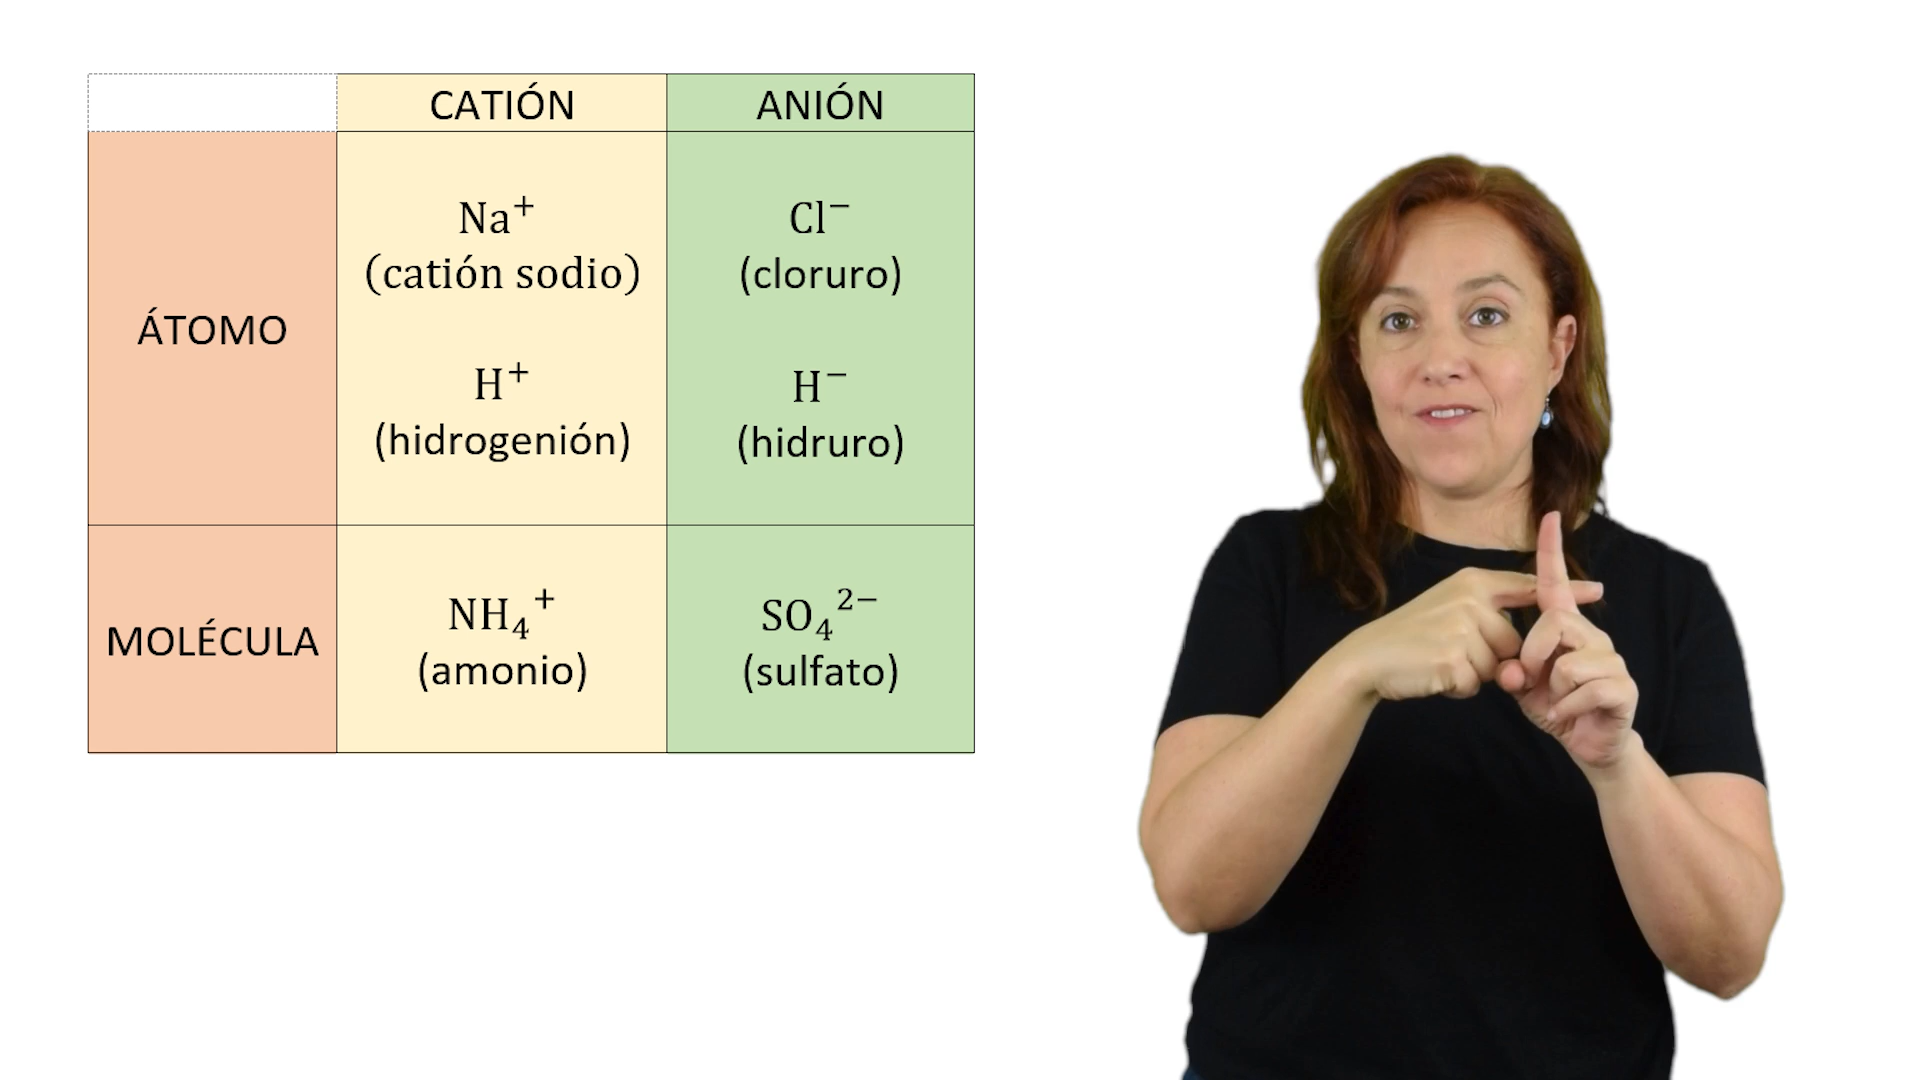 CATIÓN ANIÓN
ÁTOMO
Na⁺
(catión sodio)
H⁺
(hidrogenión)
Cl⁻
(cloruro)
H⁻
(hidruro)
MOLÉCULA
NH₄⁺
(amonio)
SO₄²⁻
(sulfato)